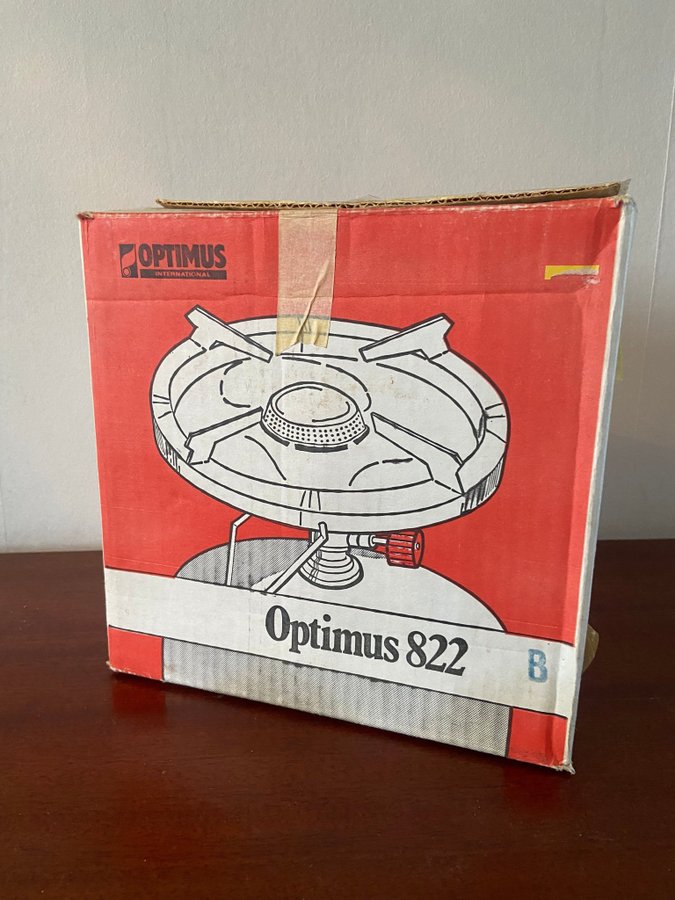 OPTIMUS
INTERNATIONAL
Optimus 822
B